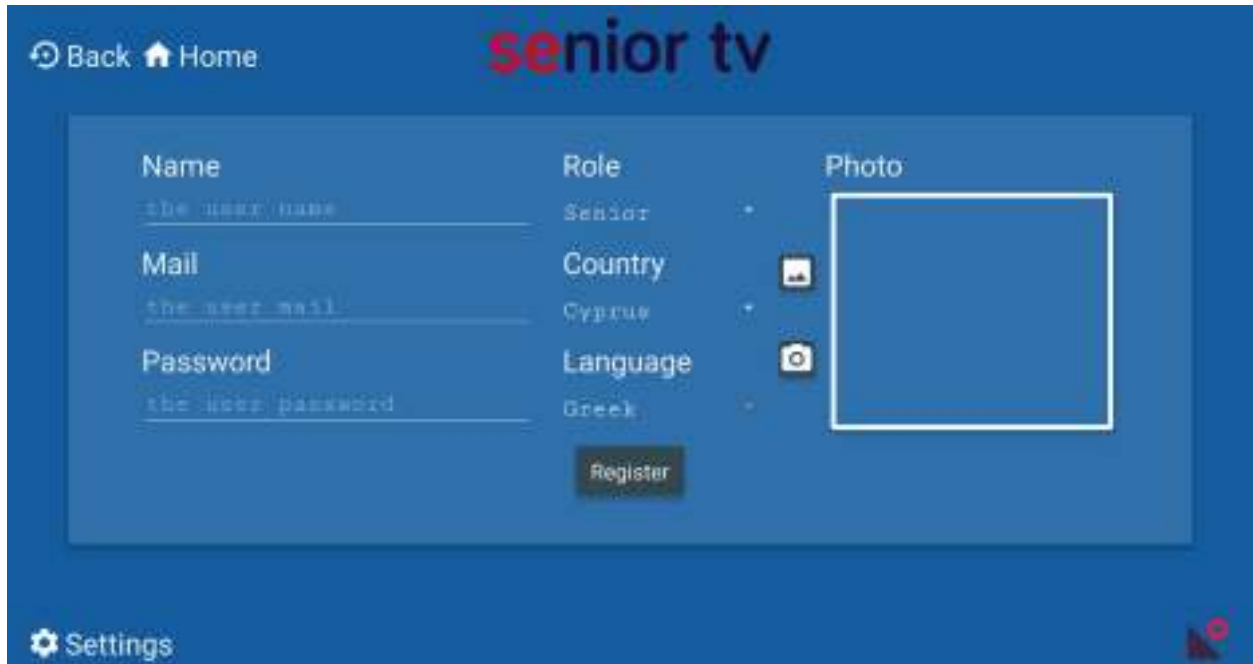 Back Home
senior tv
Name
the user name
Mail
the user mail
Password
the user password
Role
Senior
Country
Cyprus
Language
Greek
Register
Photo
Settings